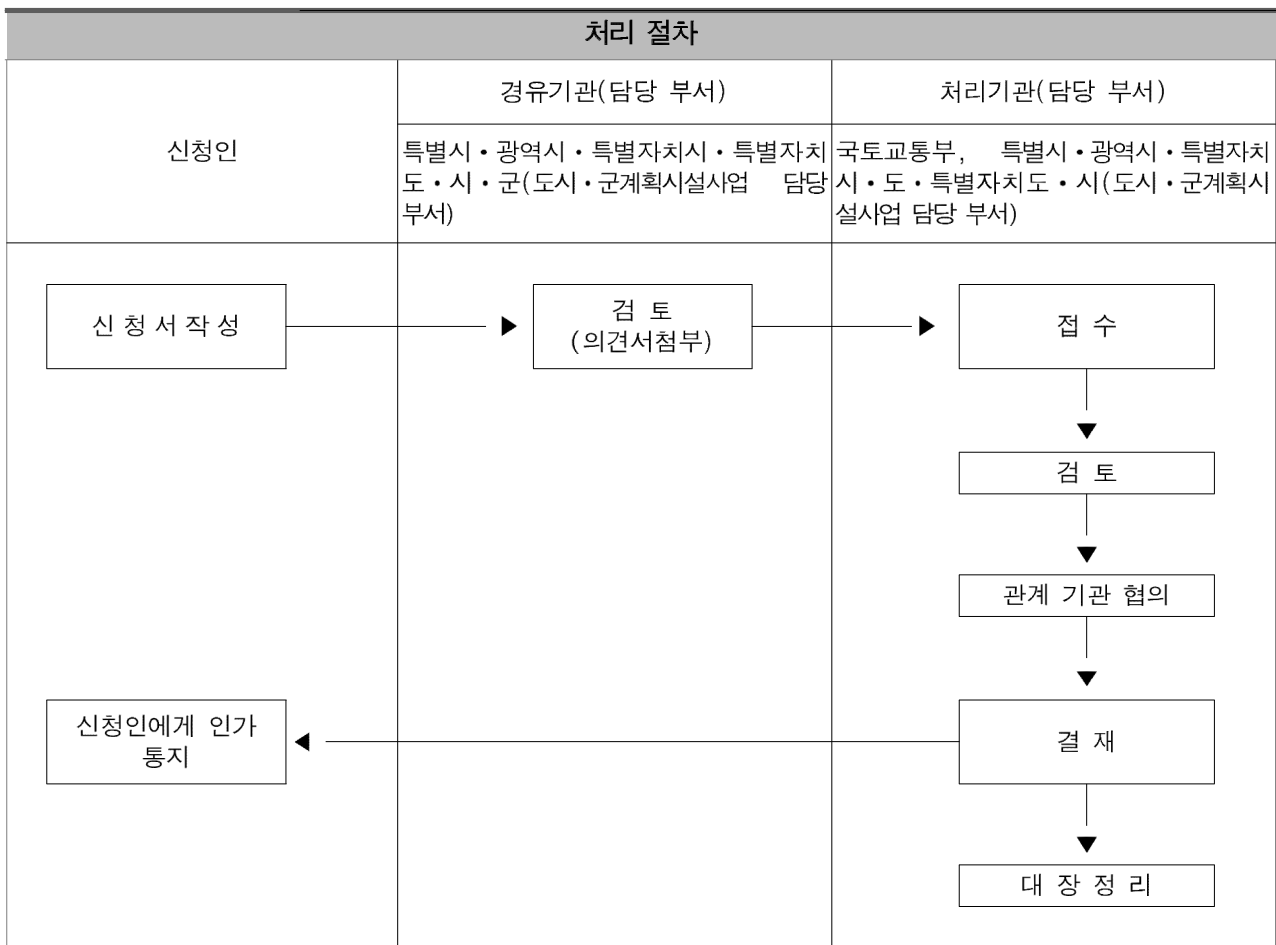 처리 절차
신청인
경유기관(담당 부서)
처리기관(담당 부서)
특별시・광역시・특별자치시・특별자치
도・시・군(도시・군계획시설사업 담당
부서)
국토교통부, 특별시・광역시・특별자치
시・도・특별자치도・시(도시・군계획시
설사업 담당 부서)
신 청 서 작 성
검 토
(의견서첨부)
접 수
검 토
관계 기관 협의
신청인에게 인가
통지
결 재
대 장 정 리